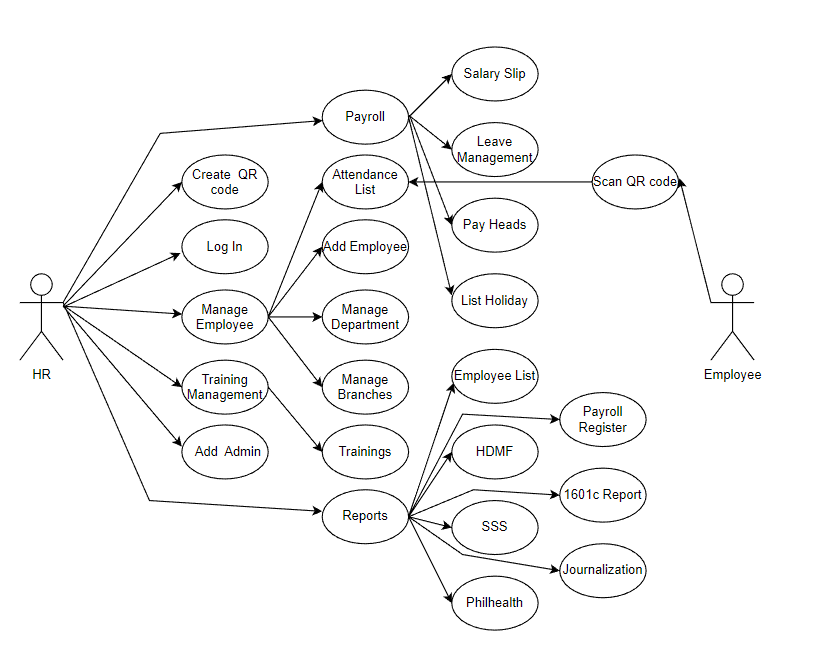 Salary Slip
Payroll
Leave
Management
Create  QR
code
Attendance
List
Scan QR code
Pay Heads
Log In
Add Employee
List Holiday
Manage
Employee
Manage
Department
HR
Employee
Training
Management
Manage
Branches
Employee List
Payroll
Register
Add  Admin
Trainings
HDMF
1601c Report
Reports
SSS
Journalization
Philhealth